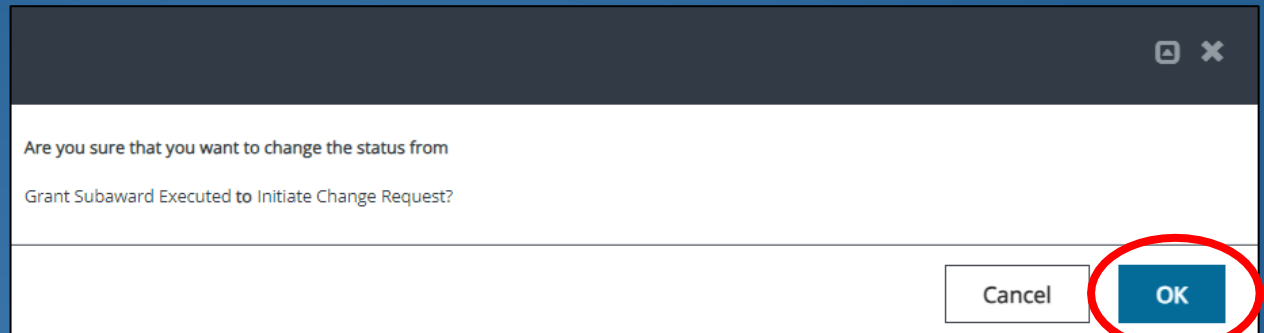 Are you sure that you want to change the status from
Grant Subaward Executed to Initiate Change Request?
Cancel
OK